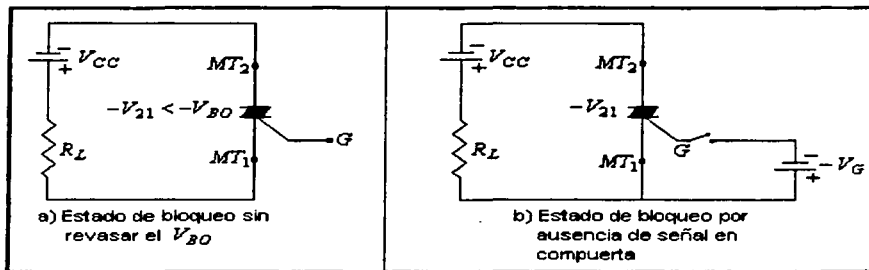 - V_CC
+
MT_2
-V_21 < -V_BO
G
R_L
MT_1
a) Estado de bloqueo sin
revasar el V_BO
- V_CC
+
MT_2
-V_21
G
R_L
MT_1
- V_G
+
b) Estado de bloqueo por
ausencia de señal en
compuerta